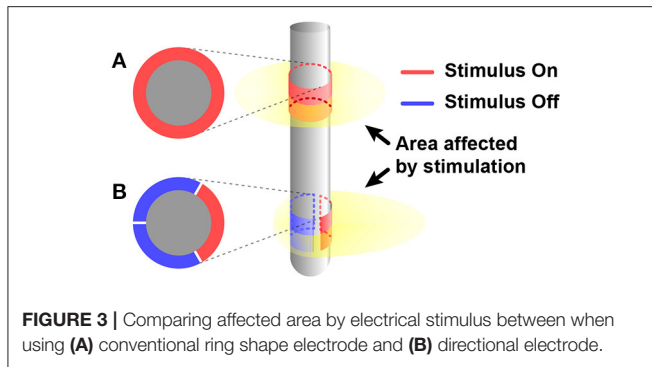 A
Stimulus On
Stimulus Off
Area affected
by stimulation
B
FIGURE 3 | Comparing affected area by electrical stimulus between when
using (A) conventional ring shape electrode and (B) directional electrode.